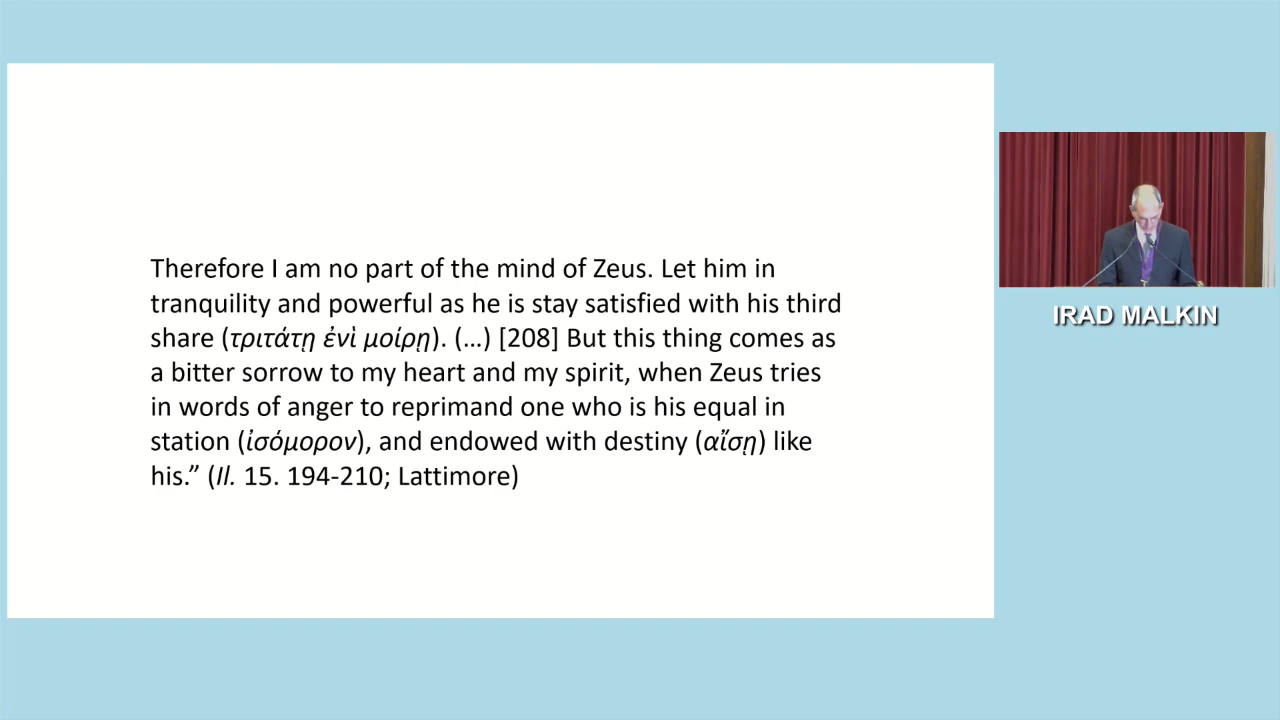 Therefore I am no part of the mind of Zeus. Let him in
tranquility and powerful as he is stay satisfied with his third
share (τριτάτῃ ἐνὶ μοίρῃ). (…) [208] But this thing comes as
a bitter sorrow to my heart and my spirit, when Zeus tries
in words of anger to reprimand one who is his equal in
station (ἰσόμορον), and endowed with destiny (αἴσῃ) like
his.” (Il. 15. 194-210; Lattimore)
IRAD MALKIN